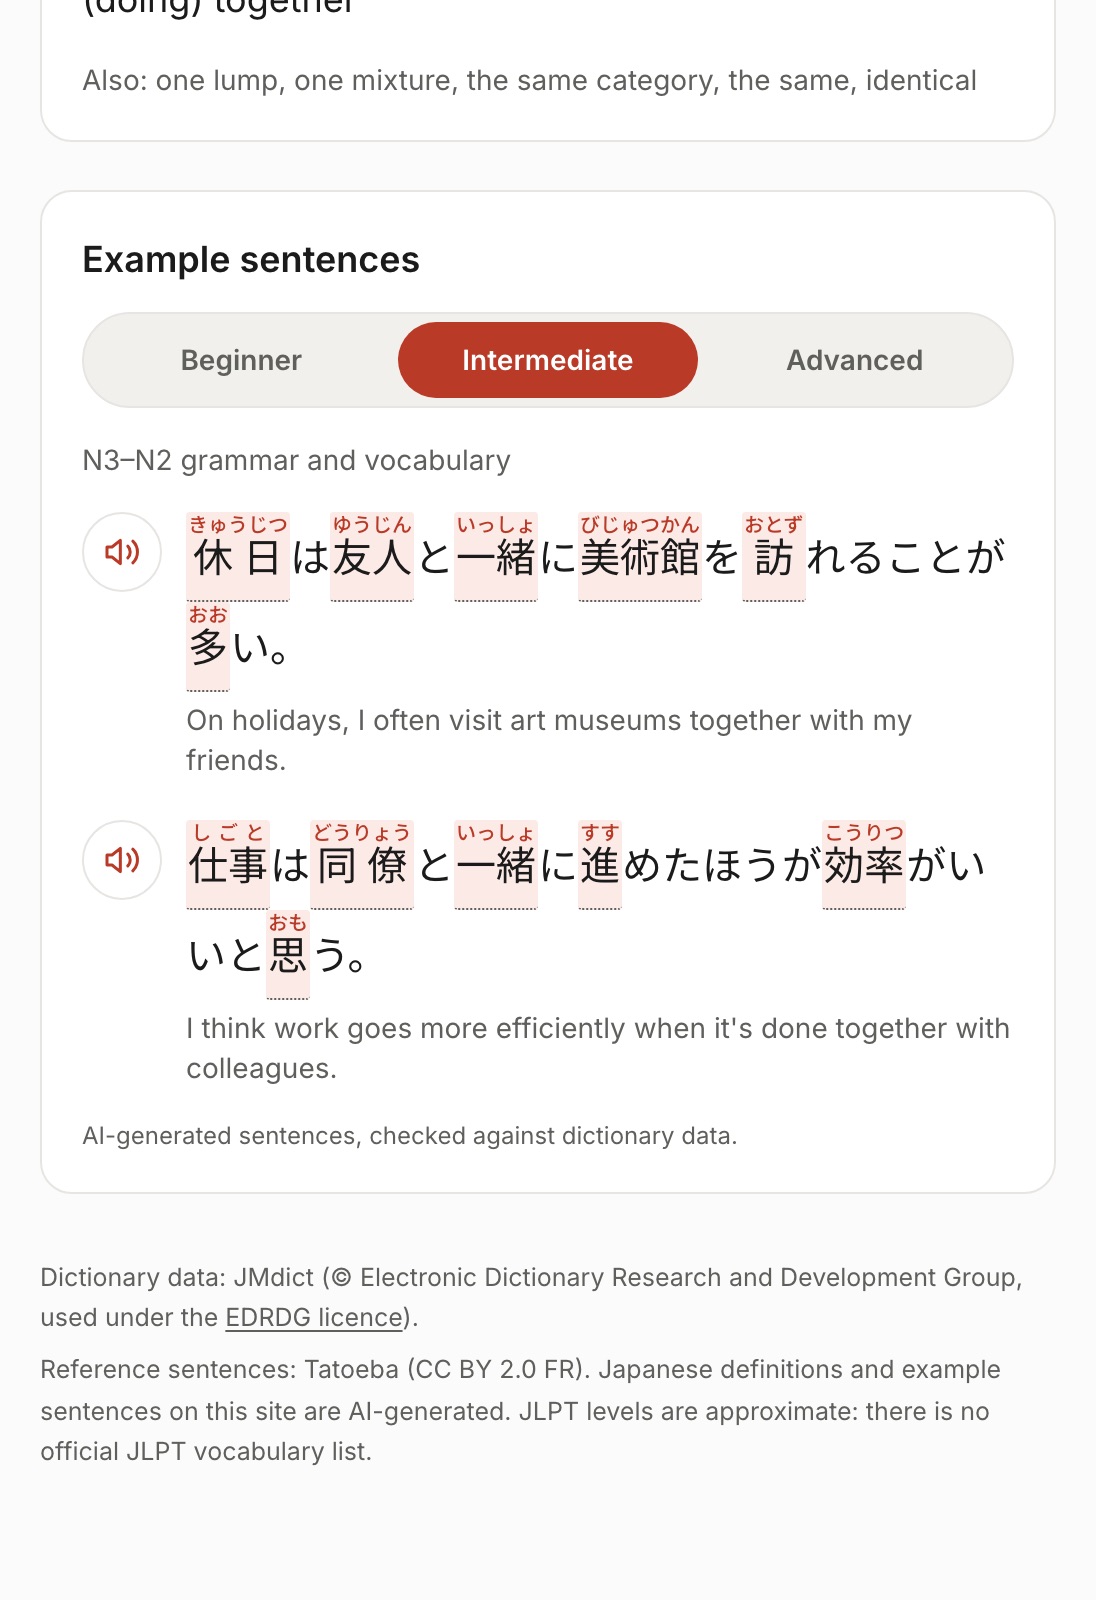 (doing) together
Also: one lump, one mixture, the same category, the same, identical
Example sentences
Beginner
Intermediate
Advanced
N3–N2 grammar and vocabulary
きゅうじつ ゆうじん いっしょ びじゅつかん おとず
休日は友人と一緒に美術館を訪れることが
おお
多い。
On holidays, I often visit art museums together with my
friends.
しごと どうりょう いっしょ すす こうりつ
仕事は同僚と一緒に進めたほうが効率がい
おも
いと思う。
I think work goes more efficiently when it's done together with
colleagues.
AI-generated sentences, checked against dictionary data.
Dictionary data: JMdict (© Electronic Dictionary Research and Development Group,
used under the EDRDG licence).
Reference sentences: Tatoeba (CC BY 2.0 FR). Japanese definitions and example
sentences on this site are AI-generated. JLPT levels are approximate: there is no
official JLPT vocabulary list.